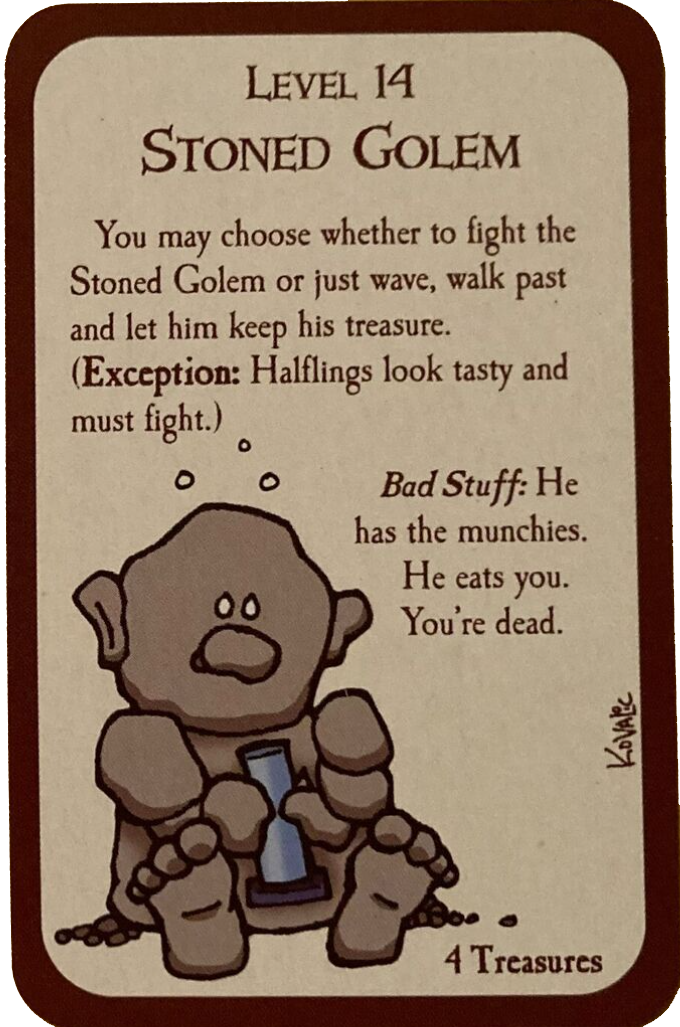 LEVEL 14
STONED GOLEM
You may choose whether to fight the
Stoned Golem or just wave, walk past
and let him keep his treasure.
(Exception: Halflings look tasty and
must fight.)
Bad Stuff: He
has the munchies.
He eats you.
You're dead.
KOVALIC
4 Treasures